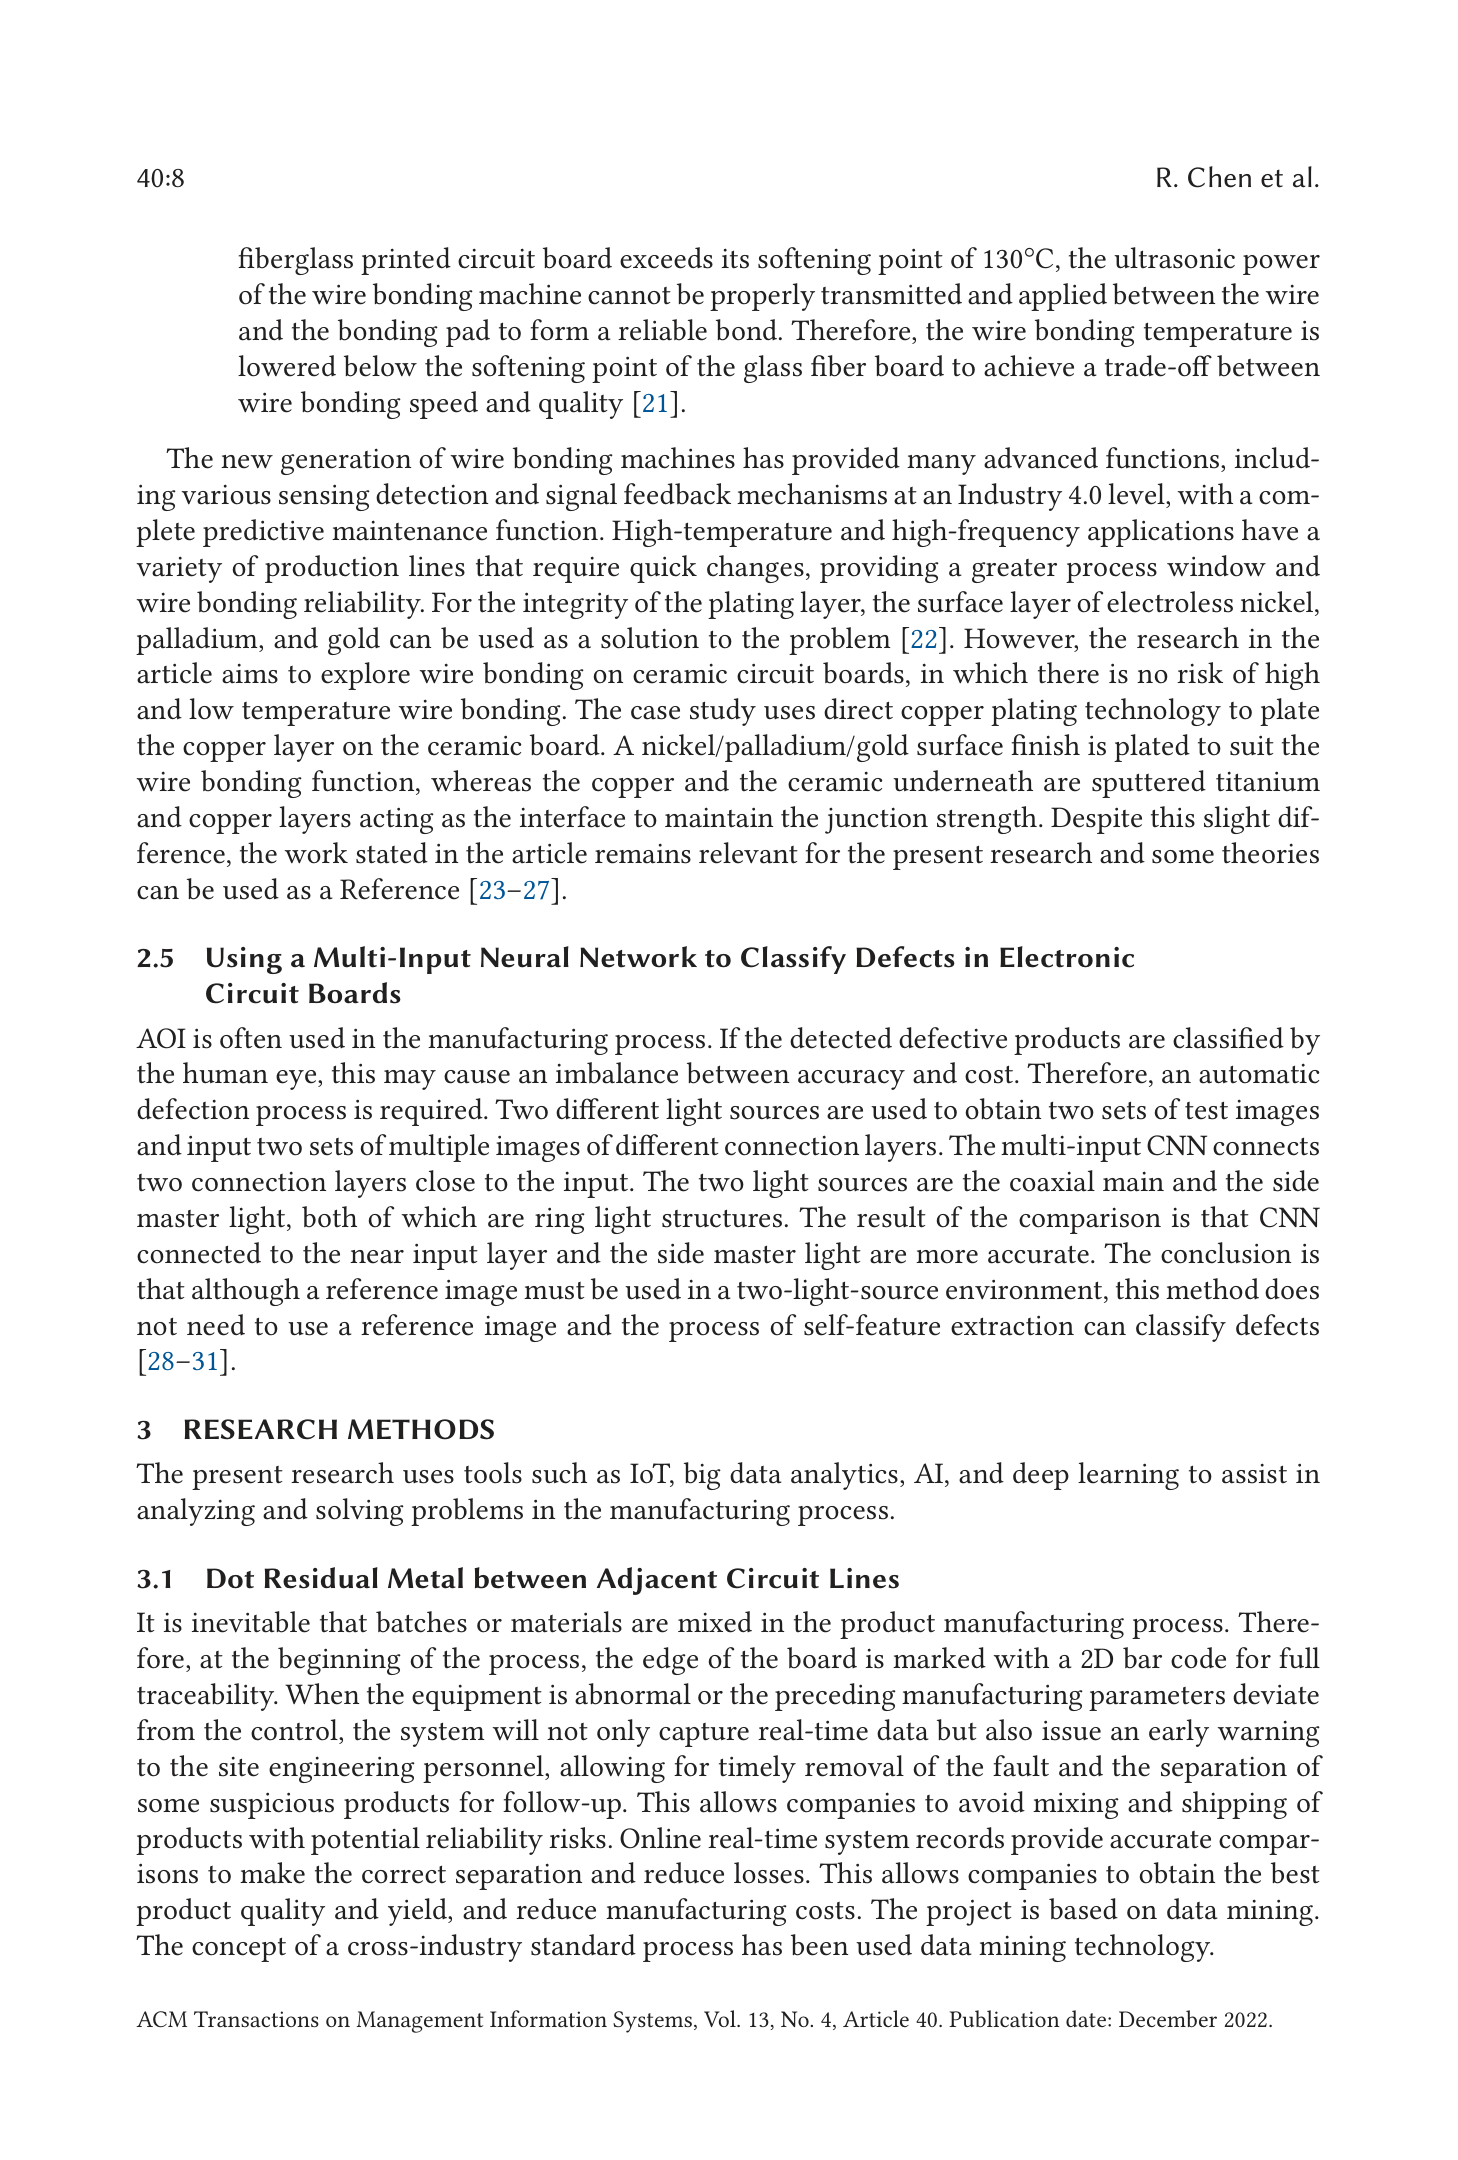 40:8
R. Chen et al.
fiberglass printed circuit board exceeds its softening point of 130°C, the ultrasonic power
of the wire bonding machine cannot be properly transmitted and applied between the wire
and the bonding pad to form a reliable bond. Therefore, the wire bonding temperature is
lowered below the softening point of the glass fiber board to achieve a trade-off between
wire bonding speed and quality [21].
The new generation of wire bonding machines has provided many advanced functions, includ-
ing various sensing detection and signal feedback mechanisms at an Industry 4.0 level, with a com-
plete predictive maintenance function. High-temperature and high-frequency applications have a
variety of production lines that require quick changes, providing a greater process window and
wire bonding reliability. For the integrity of the plating layer, the surface layer of electroless nickel,
palladium, and gold can be used as a solution to the problem [22]. However, the research in the
article aims to explore wire bonding on ceramic circuit boards, in which there is no risk of high
and low temperature wire bonding. The case study uses direct copper plating technology to plate
the copper layer on the ceramic board. A nickel/palladium/gold surface finish is plated to suit the
wire bonding function, whereas the copper and the ceramic underneath are sputtered titanium
and copper layers acting as the interface to maintain the junction strength. Despite this slight dif-
ference, the work stated in the article remains relevant for the present research and some theories
can be used as a Reference [23–27].
2.5 Using a Multi-Input Neural Network to Classify Defects in Electronic
Circuit Boards
AOI is often used in the manufacturing process. If the detected defective products are classified by
the human eye, this may cause an imbalance between accuracy and cost. Therefore, an automatic
defection process is required. Two different light sources are used to obtain two sets of test images
and input two sets of multiple images of different connection layers. The multi-input CNN connects
two connection layers close to the input. The two light sources are the coaxial main and the side
master light, both of which are ring light structures. The result of the comparison is that CNN
connected to the near input layer and the side master light are more accurate. The conclusion is
that although a reference image must be used in a two-light-source environment, this method does
not need to use a reference image and the process of self-feature extraction can classify defects
[28–31].
3 RESEARCH METHODS
The present research uses tools such as IoT, big data analytics, AI, and deep learning to assist in
analyzing and solving problems in the manufacturing process.
3.1 Dot Residual Metal between Adjacent Circuit Lines
It is inevitable that batches or materials are mixed in the product manufacturing process. There-
fore, at the beginning of the process, the edge of the board is marked with a 2D bar code for full
traceability. When the equipment is abnormal or the preceding manufacturing parameters deviate
from the control, the system will not only capture real-time data but also issue an early warning
to the site engineering personnel, allowing for timely removal of the fault and the separation of
some suspicious products for follow-up. This allows companies to avoid mixing and shipping of
products with potential reliability risks. Online real-time system records provide accurate compar-
isons to make the correct separation and reduce losses. This allows companies to obtain the best
product quality and yield, and reduce manufacturing costs. The project is based on data mining.
The concept of a cross-industry standard process has been used data mining technology.
ACM Transactions on Management Information Systems, Vol. 13, No. 4, Article 40. Publication date: December 2022.